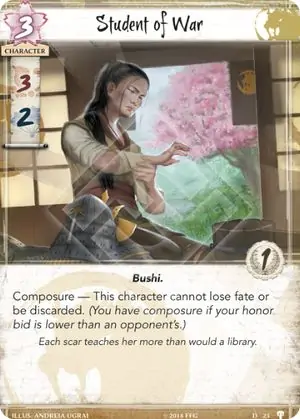 3
Student of War
CHARACTER
3
2
1
Bushi.
Composure — This character cannot lose fate or
be discarded. (You have composure if your honor
bid is lower than an opponent's.)
Each scar teaches her more than would a library.
ILLUS: ANDREIA UGRAI
© 2018 FFG
23